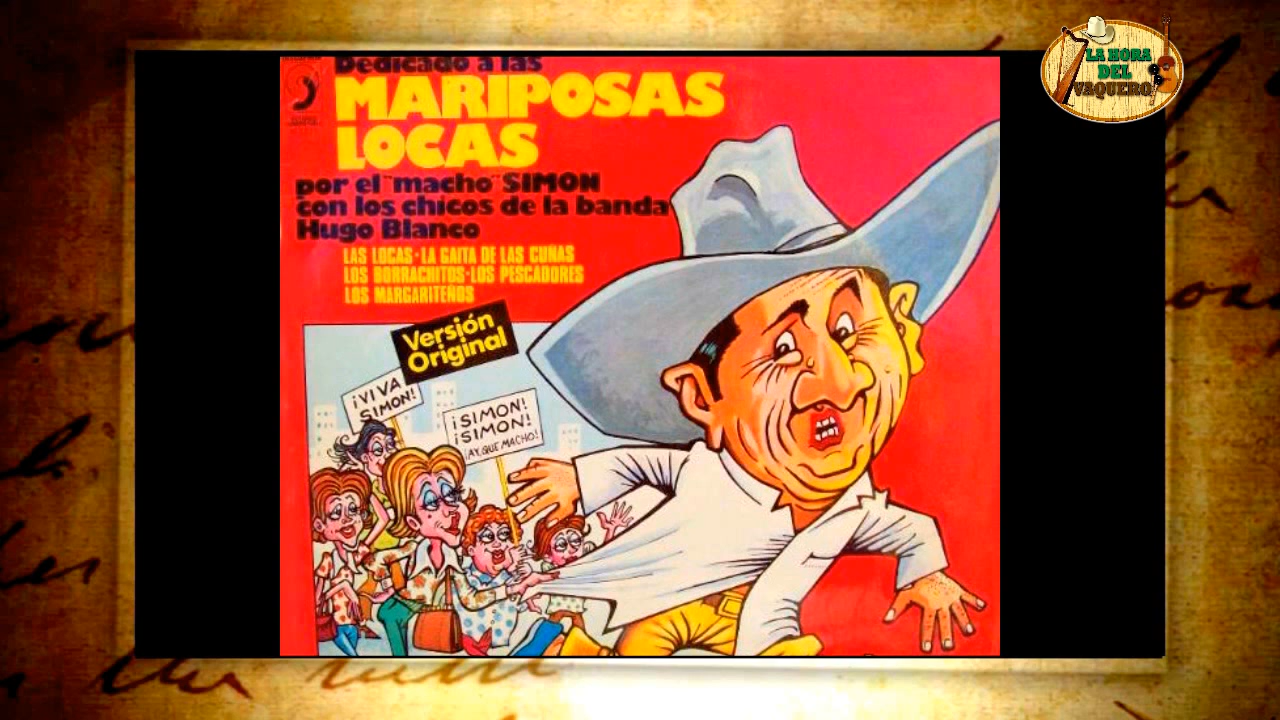 Dedicado a las
MARIPOSAS
LOCAS
por el "macho" SIMON
con los chicos de la banda
Hugo Blanco
LAS LOCAS·LA GAITA DE LAS CUÑAS
LOS BORRACHITOS·LOS PESCADORES
LOS MARGARITEÑOS
Versión
Original
¡VIVA
SIMON!
¡SIMON!
¡SIMON!
¡AY, QUE MACHO!
LA HORA
DEL
VAQUERO